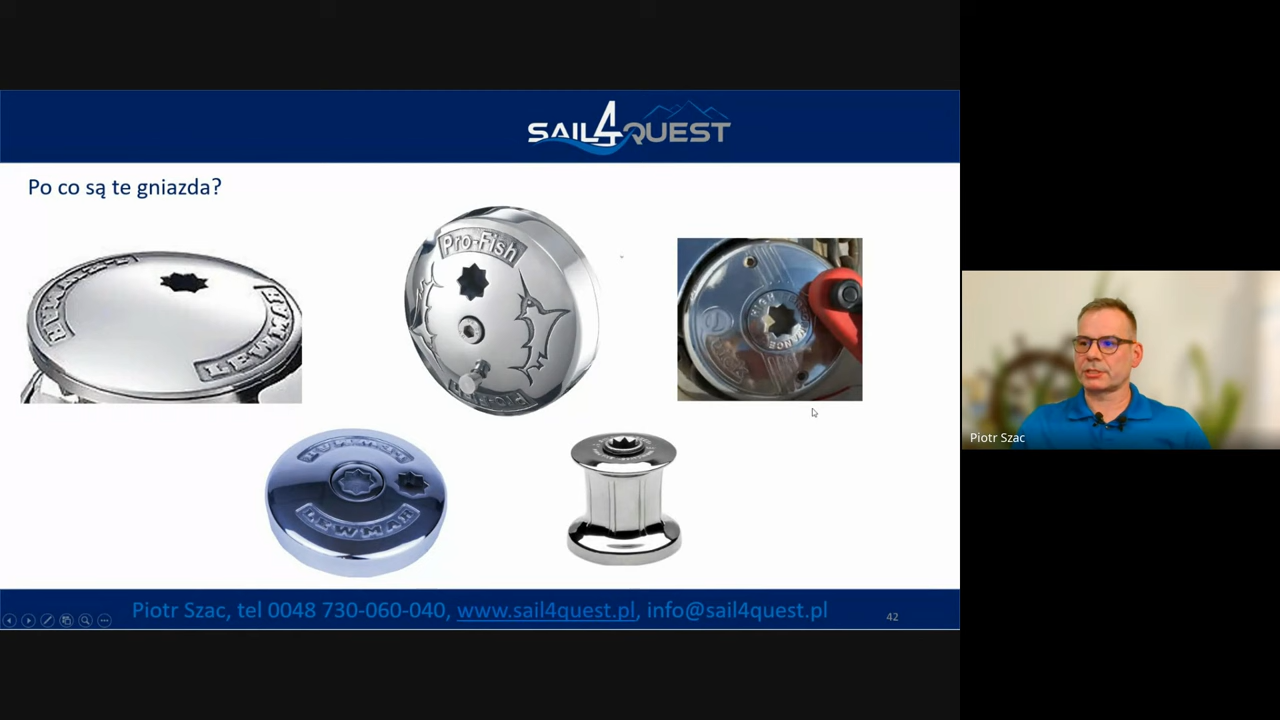 SAIL4QUEST
Po co są te gniazda?
Pro-Fish
LEWMAR
LEWMAR
Piotr Szac
Piotr Szac, tel 0048 730-060-040, www.sail4quest.pl, info@sail4quest.pl
42